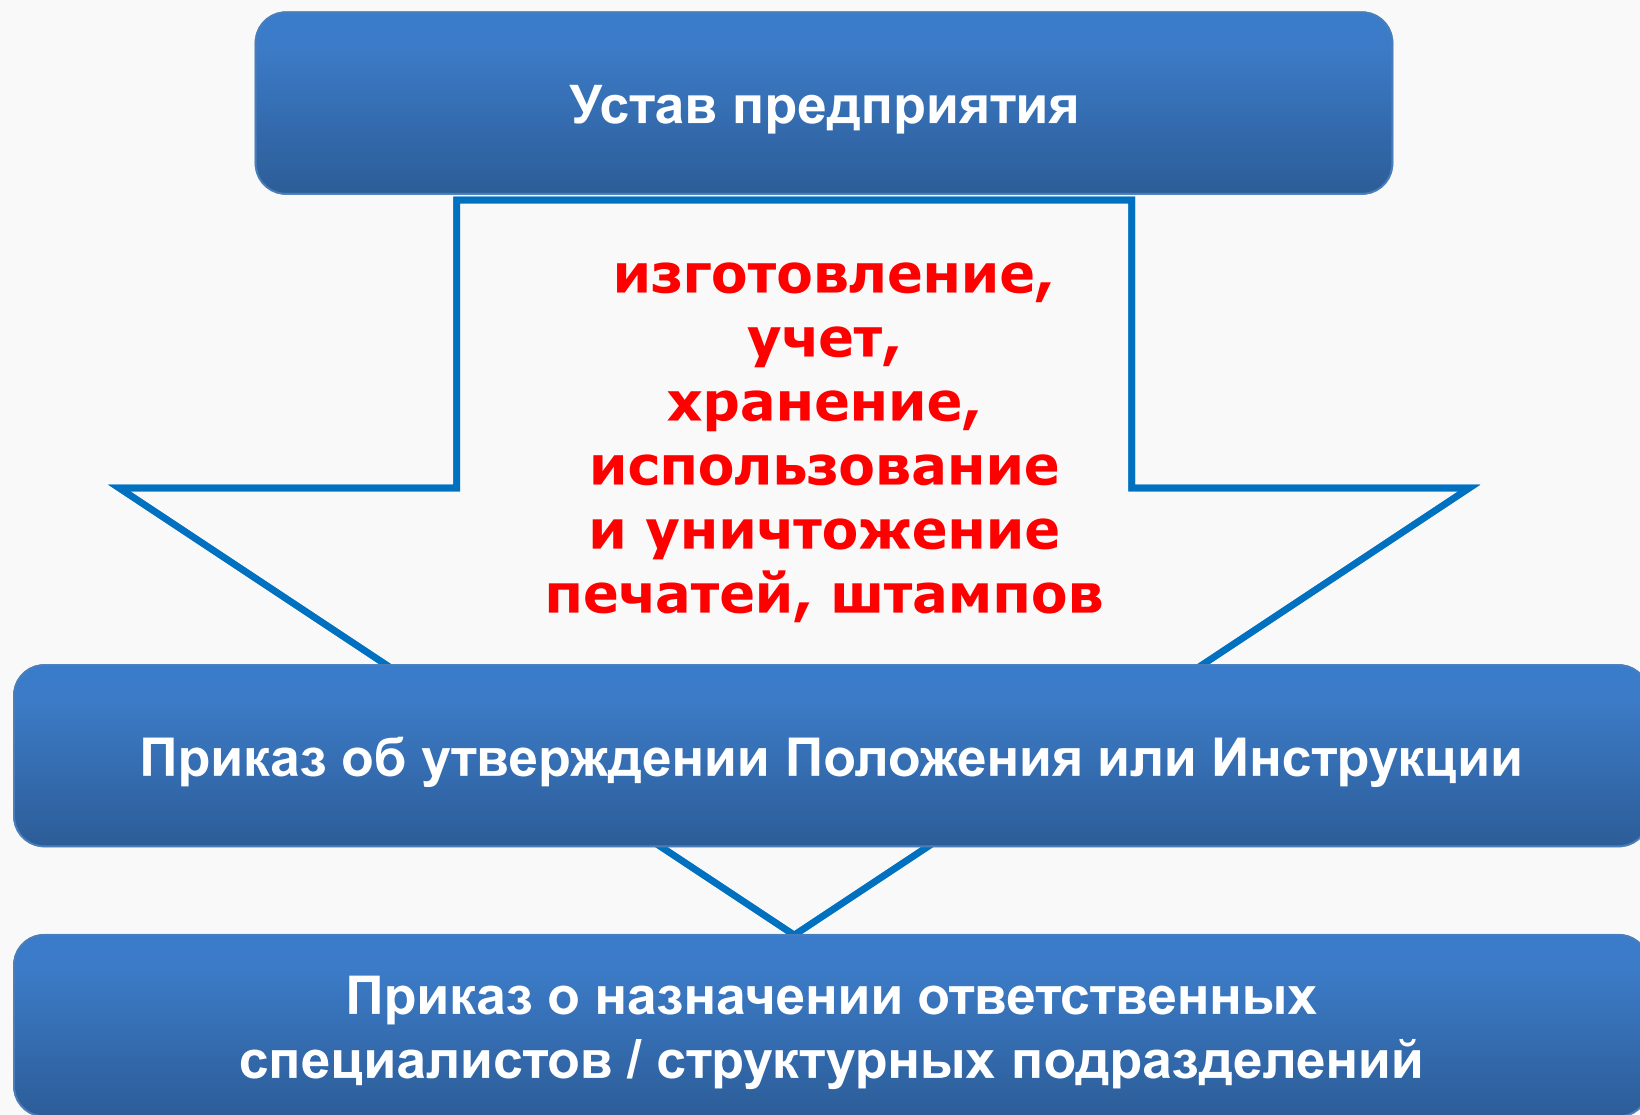 Устав предприятия
изготовление,
учет,
хранение,
использование
и уничтожение
печатей, штампов
Приказ об утверждении Положения или Инструкции
Приказ о назначении ответственных
специалистов / структурных подразделений